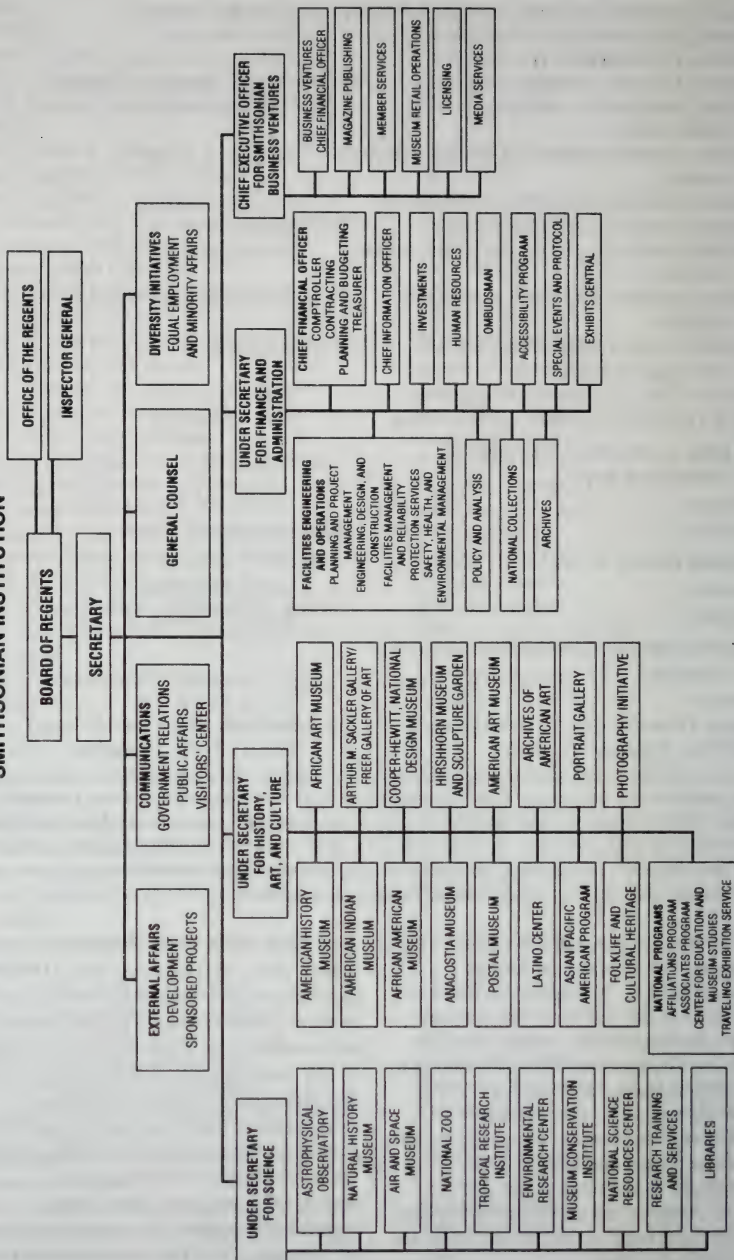 SMITHSONIAN INSTITUTION
BOARD OF REGENTS
OFFICE OF THE REGENTS
INSPECTOR GENERAL
SECRETARY
EXTERNAL AFFAIRS
DEVELOPMENT
SPONSORED PROJECTS
COMMUNICATIONS
GOVERNMENT RELATIONS
PUBLIC AFFAIRS
VISITORS' CENTER
GENERAL COUNSEL
DIVERSITY INITIATIVES
EQUAL EMPLOYMENT
AND MINORITY AFFAIRS
UNDER SECRETARY
FOR SCIENCE
ASTROPHYSICAL
OBSERVATORY
NATURAL HISTORY
MUSEUM
AIR AND SPACE
MUSEUM
NATIONAL ZOO
TROPICAL RESEARCH
INSTITUTE
ENVIRONMENTAL
RESEARCH CENTER
MUSEUM CONSERVATION
INSTITUTE
NATIONAL SCIENCE
RESOURCES CENTER
RESEARCH TRAINING
AND SERVICES
LIBRARIES
UNDER SECRETARY
FOR HISTORY,
ART, AND CULTURE
AMERICAN HISTORY
MUSEUM
AMERICAN INDIAN
MUSEUM
AFRICAN AMERICAN
MUSEUM
ANACOSTIA MUSEUM
POSTAL MUSEUM
LATINO CENTER
ASIAN PACIFIC
AMERICAN PROGRAM
FOLKLIFE AND
CULTURAL HERITAGE
NATIONAL PROGRAMS
AFFILIATIONS PROGRAM
ASSOCIATES PROGRAM
CENTER FOR EDUCATION AND
MUSEUM STUDIES
TRAVELING EXHIBITION SERVICE
AFRICAN ART MUSEUM
ARTHUR M. SACKLER GALLERY/
FREER GALLERY OF ART
COOPER-HEWITT, NATIONAL
DESIGN MUSEUM
HIRSHHORN MUSEUM
AND SCULPTURE GARDEN
AMERICAN ART MUSEUM
ARCHIVES OF
AMERICAN ART
PORTRAIT GALLERY
PHOTOGRAPHY INITIATIVE
UNDER SECRETARY
FOR FINANCE AND
ADMINISTRATION
FACILITIES ENGINEERING
AND OPERATIONS
PLANNING AND PROJECT
MANAGEMENT
ENGINEERING, DESIGN, AND
CONSTRUCTION
FACILITIES MANAGEMENT
AND RELIABILITY
PROTECTION SERVICES
SAFETY, HEALTH, AND
ENVIRONMENTAL MANAGEMENT
POLICY AND ANALYSIS
NATIONAL COLLECTIONS
ARCHIVES
CHIEF FINANCIAL OFFICER
COMPTROLLER
CONTRACTING
PLANNING AND BUDGETING
TREASURER
CHIEF INFORMATION OFFICER
INVESTMENTS
HUMAN RESOURCES
OMBUDSMAN
ACCESSIBILITY PROGRAM
SPECIAL EVENTS AND PROTOCOL
EXHIBITS CENTRAL
CHIEF EXECUTIVE OFFICER
FOR SMITHSONIAN
BUSINESS VENTURES
BUSINESS VENTURES
CHIEF FINANCIAL OFFICER
MAGAZINE PUBLISHING
MEMBER SERVICES
MUSEUM RETAIL OPERATIONS
LICENSING
MEDIA SERVICES